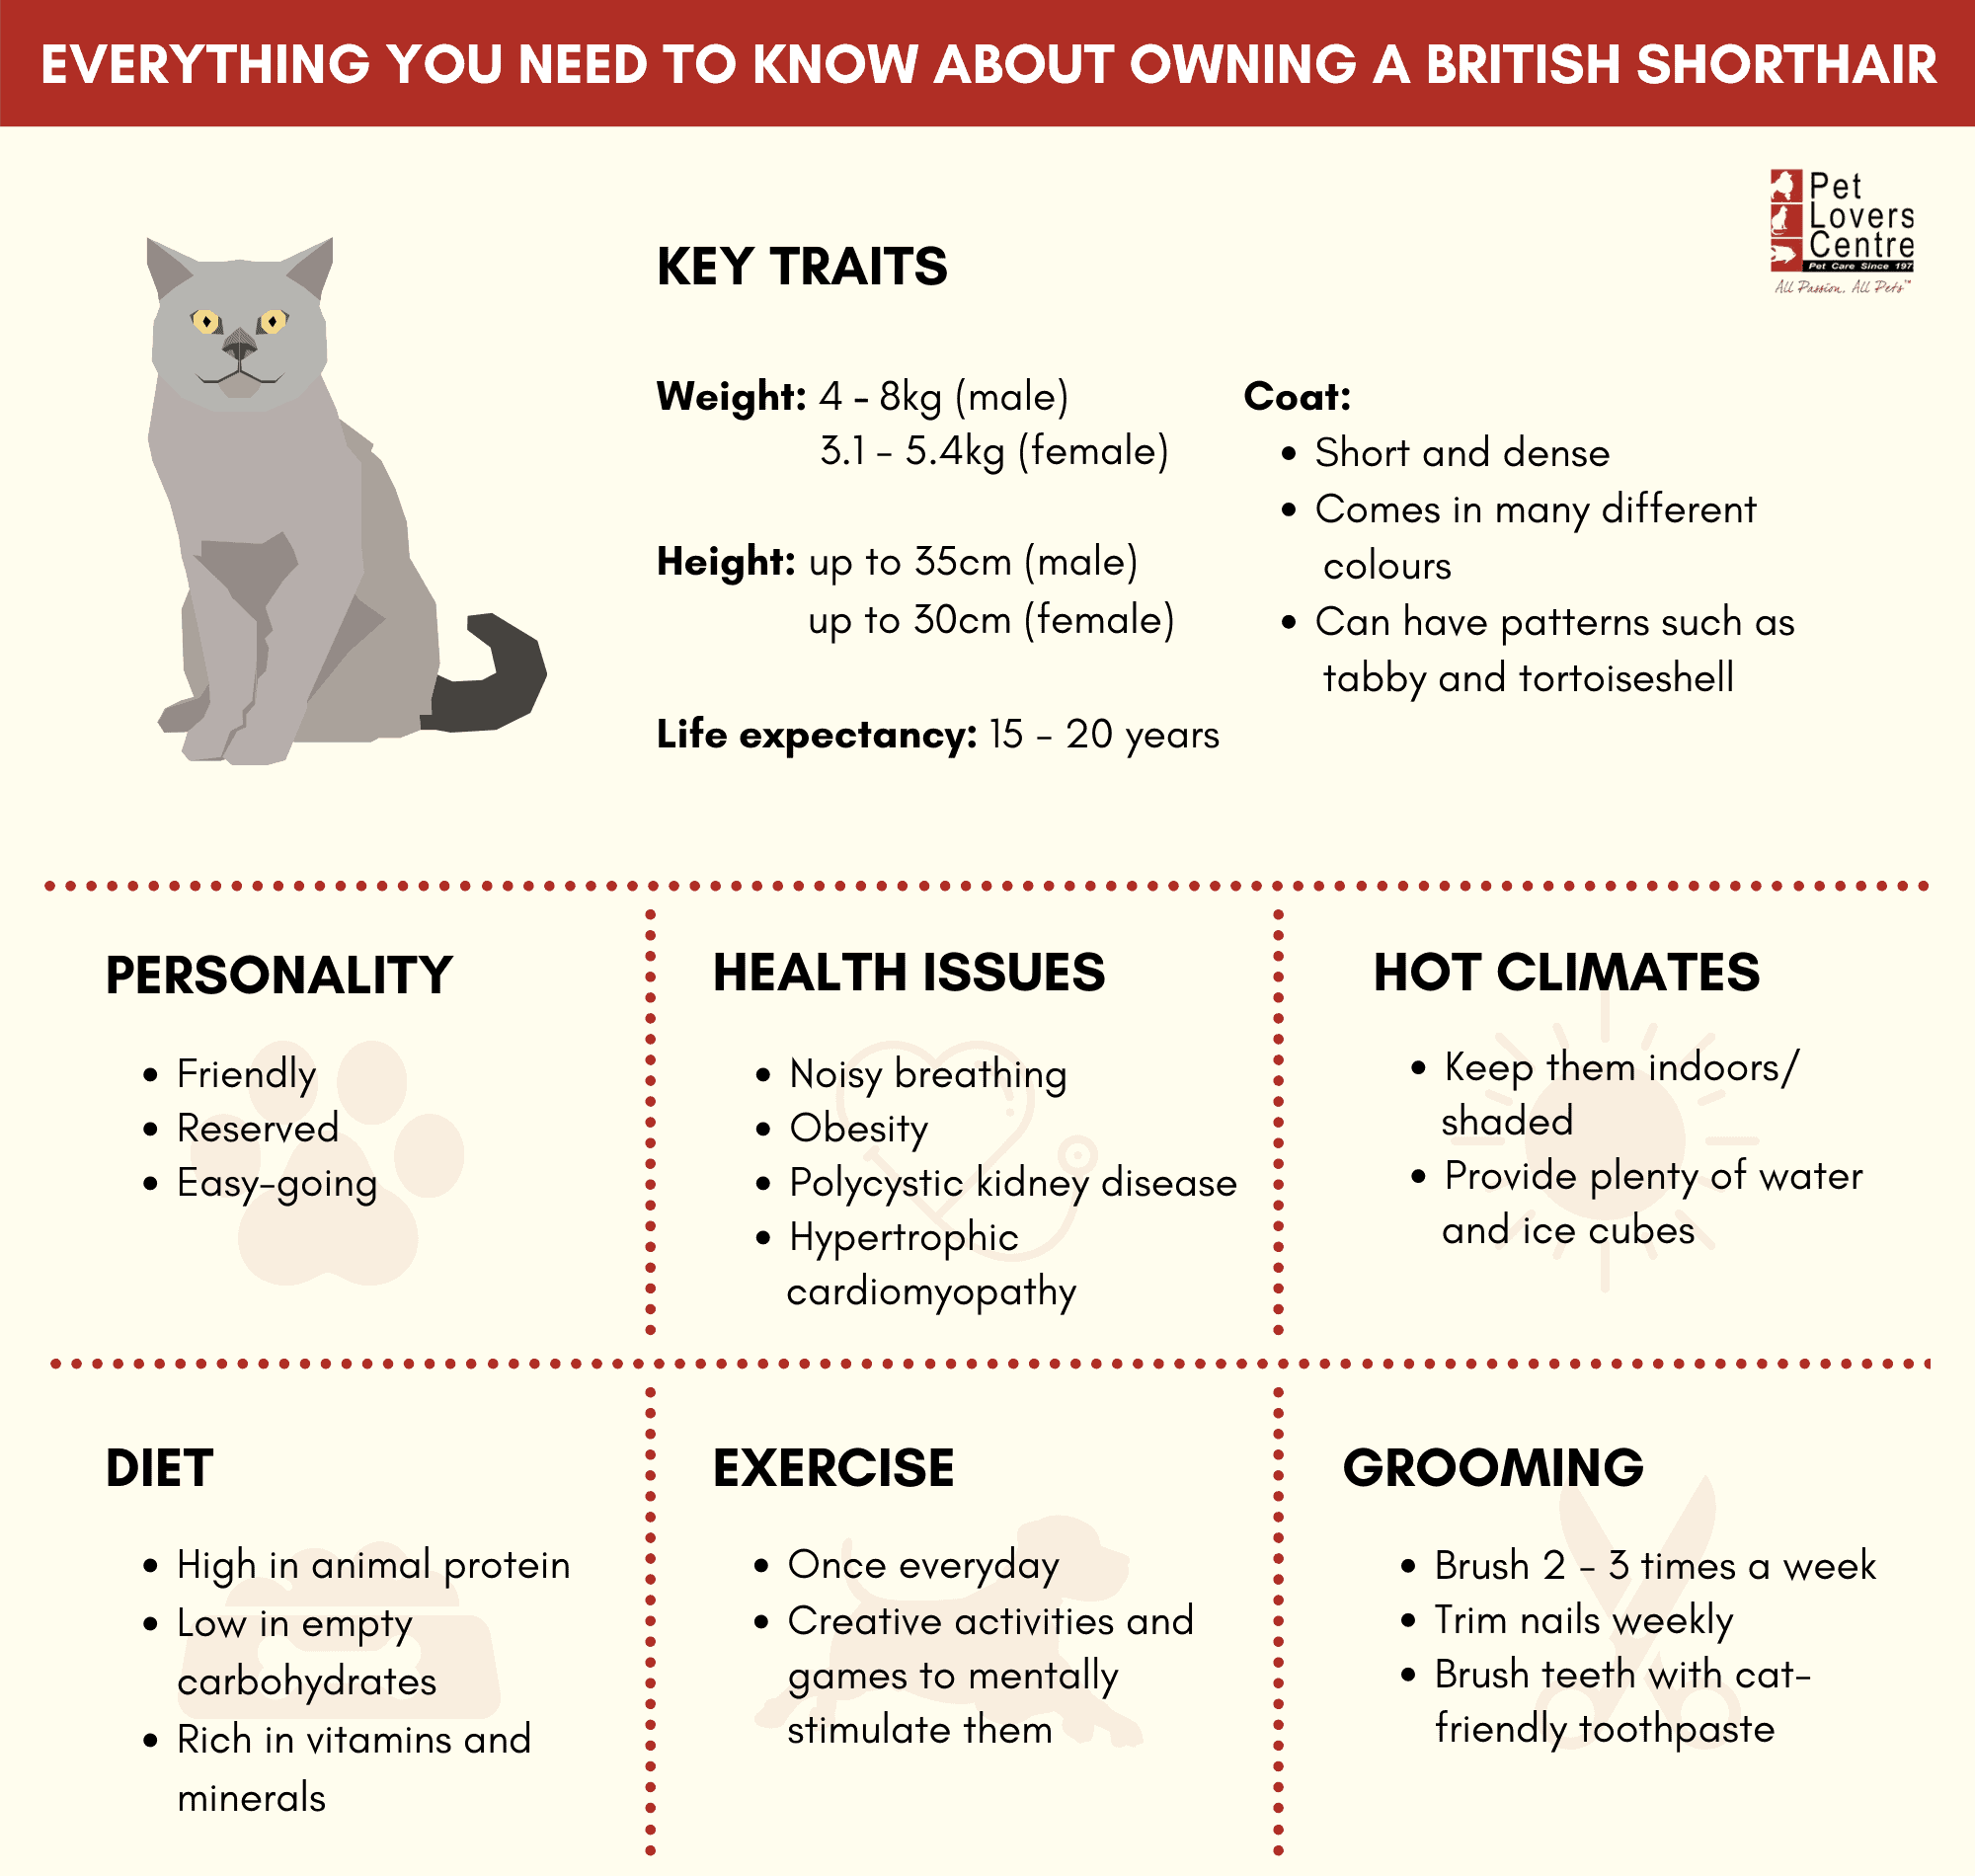 EVERYTHING YOU NEED TO KNOW ABOUT OWNING A BRITISH SHORTHAIR
Pet
Lovers
Centre
Pet Care Since 197
All Passion. All Pets™
KEY TRAITS
Weight: 4 - 8kg (male)
3.1 - 5.4kg (female)
Height: up to 35cm (male)
up to 30cm (female)
Life expectancy: 15 - 20 years
Coat:
• Short and dense
• Comes in many different
colours
• Can have patterns such as
tabby and tortoiseshell
PERSONALITY
• Friendly
• Reserved
• Easy-going
HEALTH ISSUES
• Noisy breathing
• Obesity
• Polycystic kidney disease
• Hypertrophic
cardiomyopathy
HOT CLIMATES
• Keep them indoors/
shaded
• Provide plenty of water
and ice cubes
DIET
• High in animal protein
• Low in empty
carbohydrates
• Rich in vitamins and
minerals
EXERCISE
• Once everyday
• Creative activities and
games to mentally
stimulate them
GROOMING
• Brush 2 - 3 times a week
• Trim nails weekly
• Brush teeth with cat-
friendly toothpaste